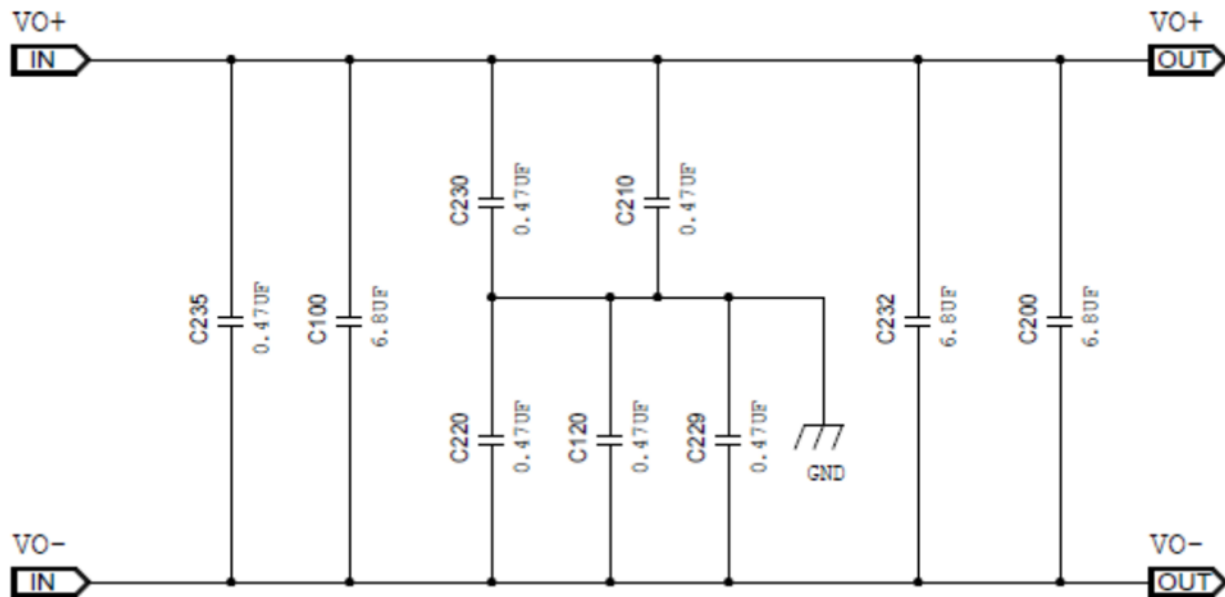 VO+
VO+
IN
OUT
C230
0.47UF
C210
0.47UF
C235
0.47UF
C100
6.8UF
C232
6.8UF
C200
6.8UF
C220
0.47UF
C120
0.47UF
C229
0.47UF
GND
VO-
VO-
IN
OUT